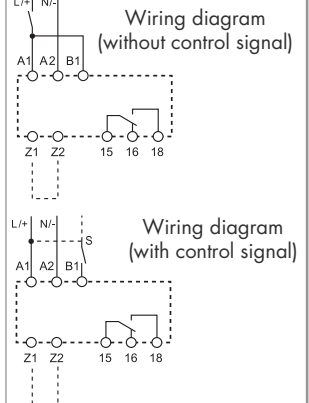 L/+ N/-
Wiring diagram
(without control signal)
A1 A2 B1
Z1 Z2 15 16 18
L/+ N/-
Wiring diagram
(with control signal)
S
A1 A2 B1
Z1 Z2 15 16 18